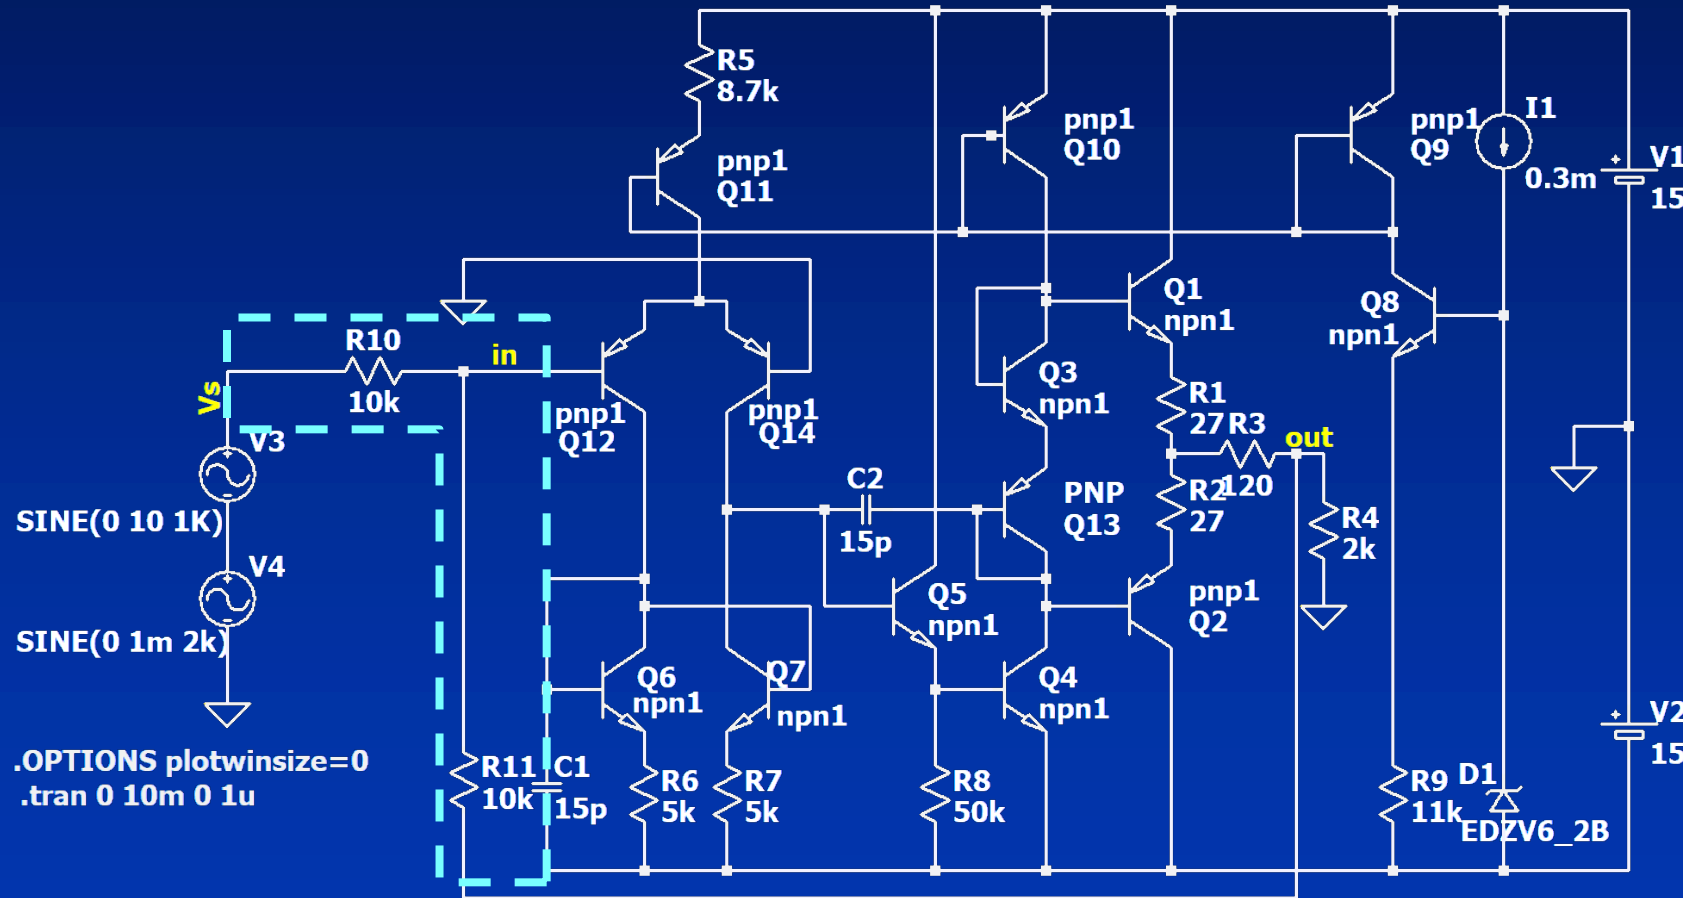 R5
8.7k
pnp1
Q11
pnp1
Q10
pnp1
Q9
I1
0.3m
V1
15
R10
10k
in
Vs
pnp1
Q12
pnp1
Q14
Q1
npn1
Q8
npn1
Q3
npn1
R1
27
R3
120
out
R2
27
R4
2k
C2
15p
PNP
Q13
V3
SINE(0 10 1K)
V4
SINE(0 1m 2k)
Q5
npn1
pnp1
Q2
Q6
npn1
Q7
npn1
Q4
npn1
V2
15
.OPTIONS plotwinsize=0
.tran 0 10m 0 1u
R11
10k
C1
15p
R6
5k
R7
5k
R8
50k
R9
11k
D1
EDZV6_2B